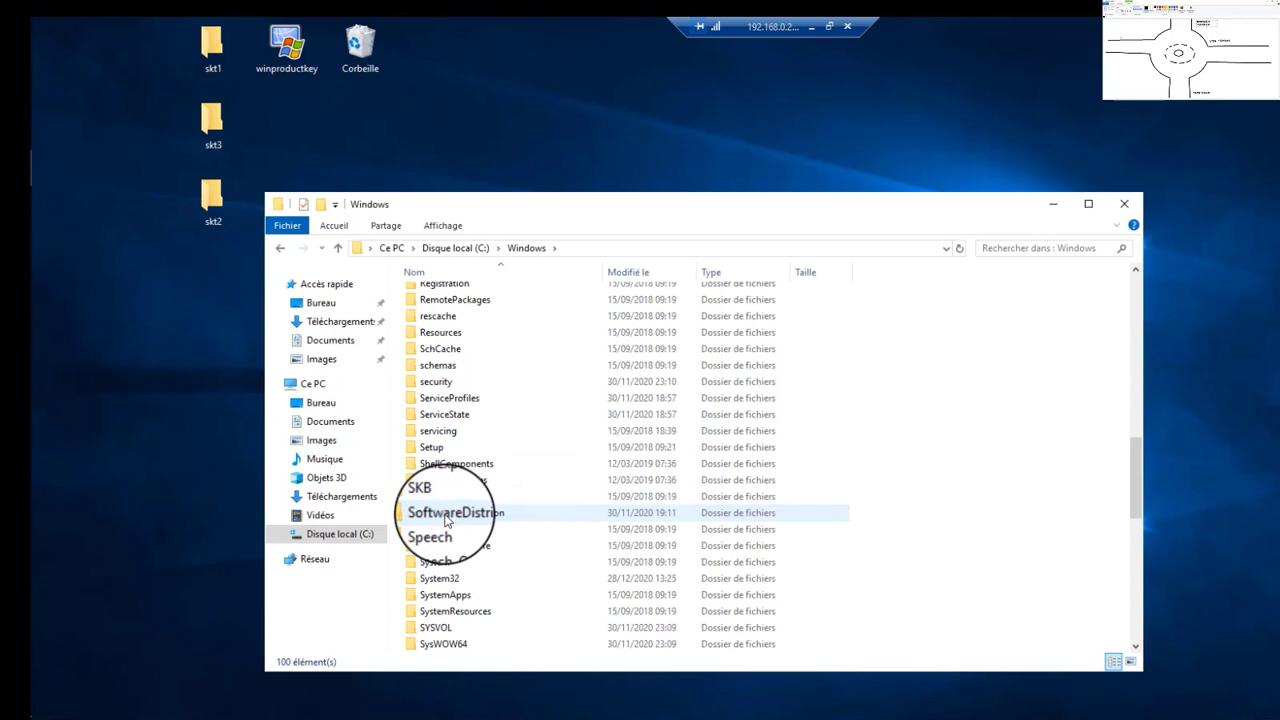 192.168.0.2...
skt1
winproductkey
Corbeille
skt3
skt2
Windows
Fichier
Accueil
Partage
Affichage
Ce PC
Disque local (C:)
Windows
Rechercher dans : Windows
Nom
Modifié le
Type
Taille
Accès rapide
Bureau
Téléchargement:
Documents
Images
Ce PC
Bureau
Documents
Images
Musique
Objets 3D
Téléchargements
Vidéos
Disque local (C:)
Réseau
Registration 15/09/2018 09:19 Dossier de fichiers
RemotePackages 15/09/2018 09:19 Dossier de fichiers
rescache 15/09/2018 09:19 Dossier de fichiers
Resources 15/09/2018 09:19 Dossier de fichiers
SchCache 15/09/2018 09:19 Dossier de fichiers
schemas 15/09/2018 09:19 Dossier de fichiers
security 30/11/2020 23:10 Dossier de fichiers
ServiceProfiles 30/11/2020 18:57 Dossier de fichiers
ServiceState 30/11/2020 18:57 Dossier de fichiers
servicing 15/09/2018 18:39 Dossier de fichiers
Setup 15/09/2018 09:21 Dossier de fichiers
ShellComponents 12/03/2019 07:36 Dossier de fichiers
12/03/2019 07:36 Dossier de fichiers
SKB 15/09/2018 09:19 Dossier de fichiers
SoftwareDistrion 30/11/2020 19:11 Dossier de fichiers
Speech 15/09/2018 09:19 Dossier de fichiers
15/09/2018 09:19 Dossier de fichiers
15/09/2018 09:19 Dossier de fichiers
System32 28/12/2020 13:25 Dossier de fichiers
SystemApps 15/09/2018 09:19 Dossier de fichiers
SystemResources 15/09/2018 09:19 Dossier de fichiers
SYSVOL 30/11/2020 23:09 Dossier de fichiers
SysWOW64 30/11/2020 23:09 Dossier de fichiers
100 élément(s)